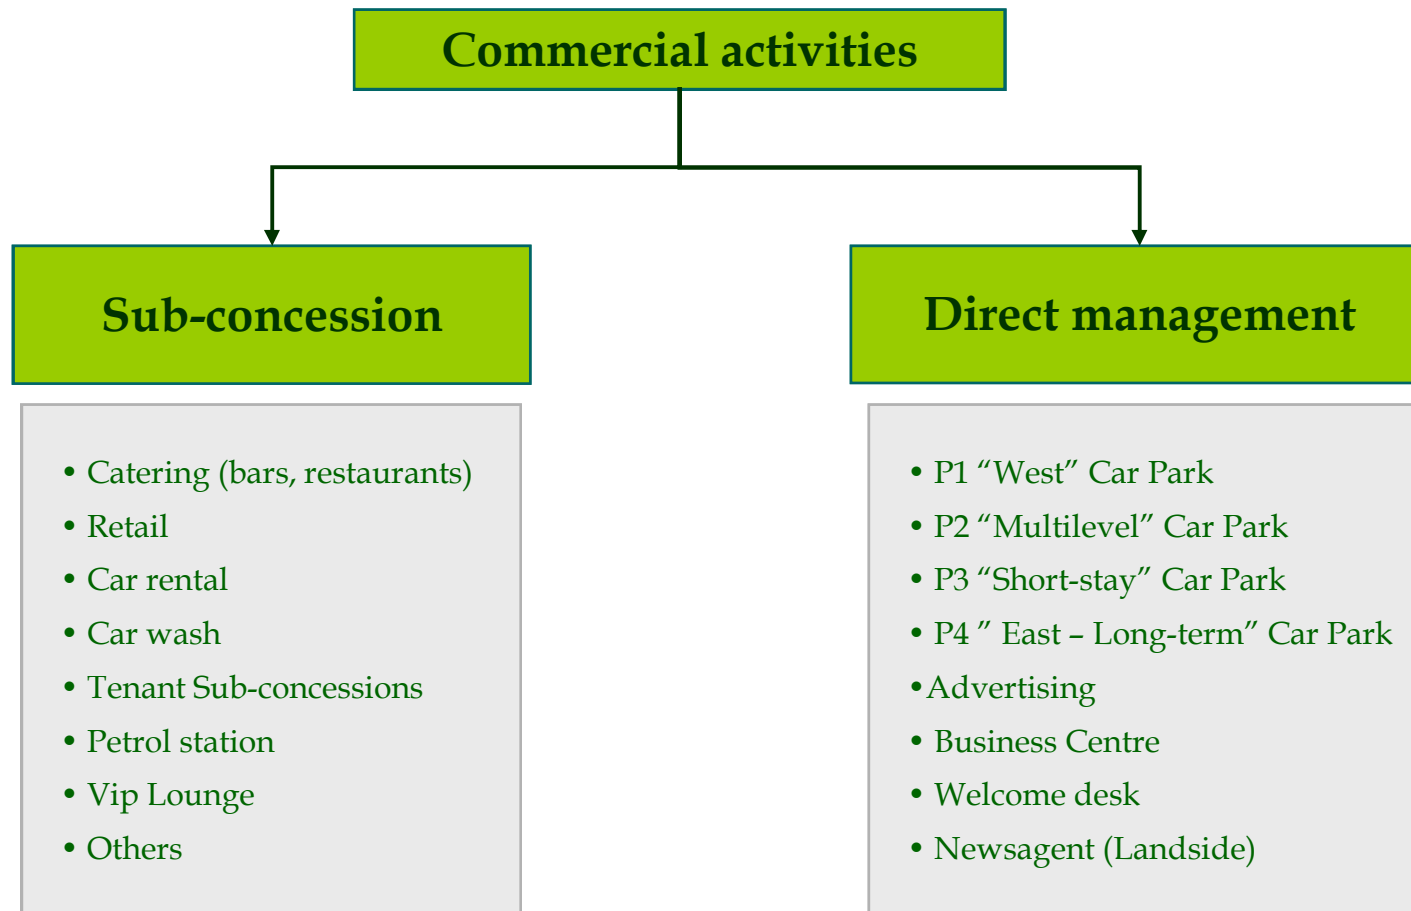 Commercial activities
Sub-concession
• Catering (bars, restaurants)
• Retail
• Car rental
• Car wash
• Tenant Sub-concessions
• Petrol station
• Vip Lounge
• Others
Direct management
• P1 “West” Car Park
• P2 “Multilevel” Car Park
• P3 “Short-stay” Car Park
• P4 ” East – Long-term” Car Park
•Advertising
• Business Centre
• Welcome desk
• Newsagent (Landside)